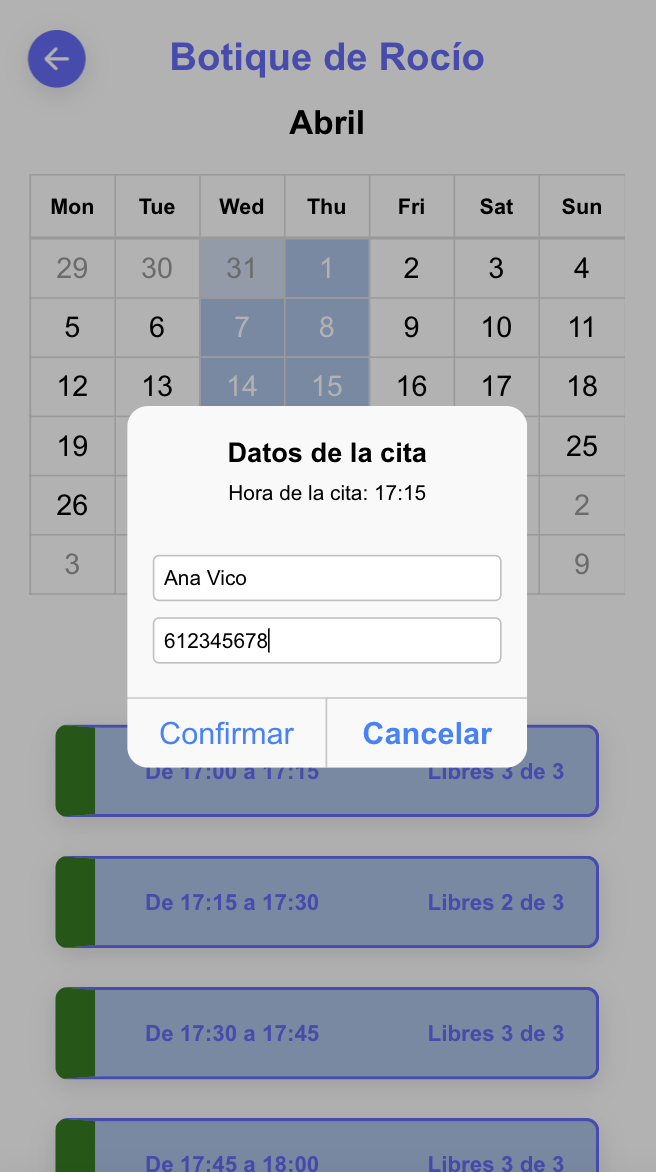 Botique de Rocío
Abril
Mon Tue Wed Thu Fri Sat Sun
29 30 31 1 2 3 4
5 6 7 8 9 10 11
12 13 14 15 16 17 18
19 25
26 2
3 9
Datos de la cita
Hora de la cita: 17:15
Ana Vico
612345678
Confirmar Cancelar
De 17:00 a 17:15 Libres 3 de 3
De 17:15 a 17:30 Libres 2 de 3
De 17:30 a 17:45 Libres 3 de 3
De 17:45 a 18:00 Libres 3 de 3